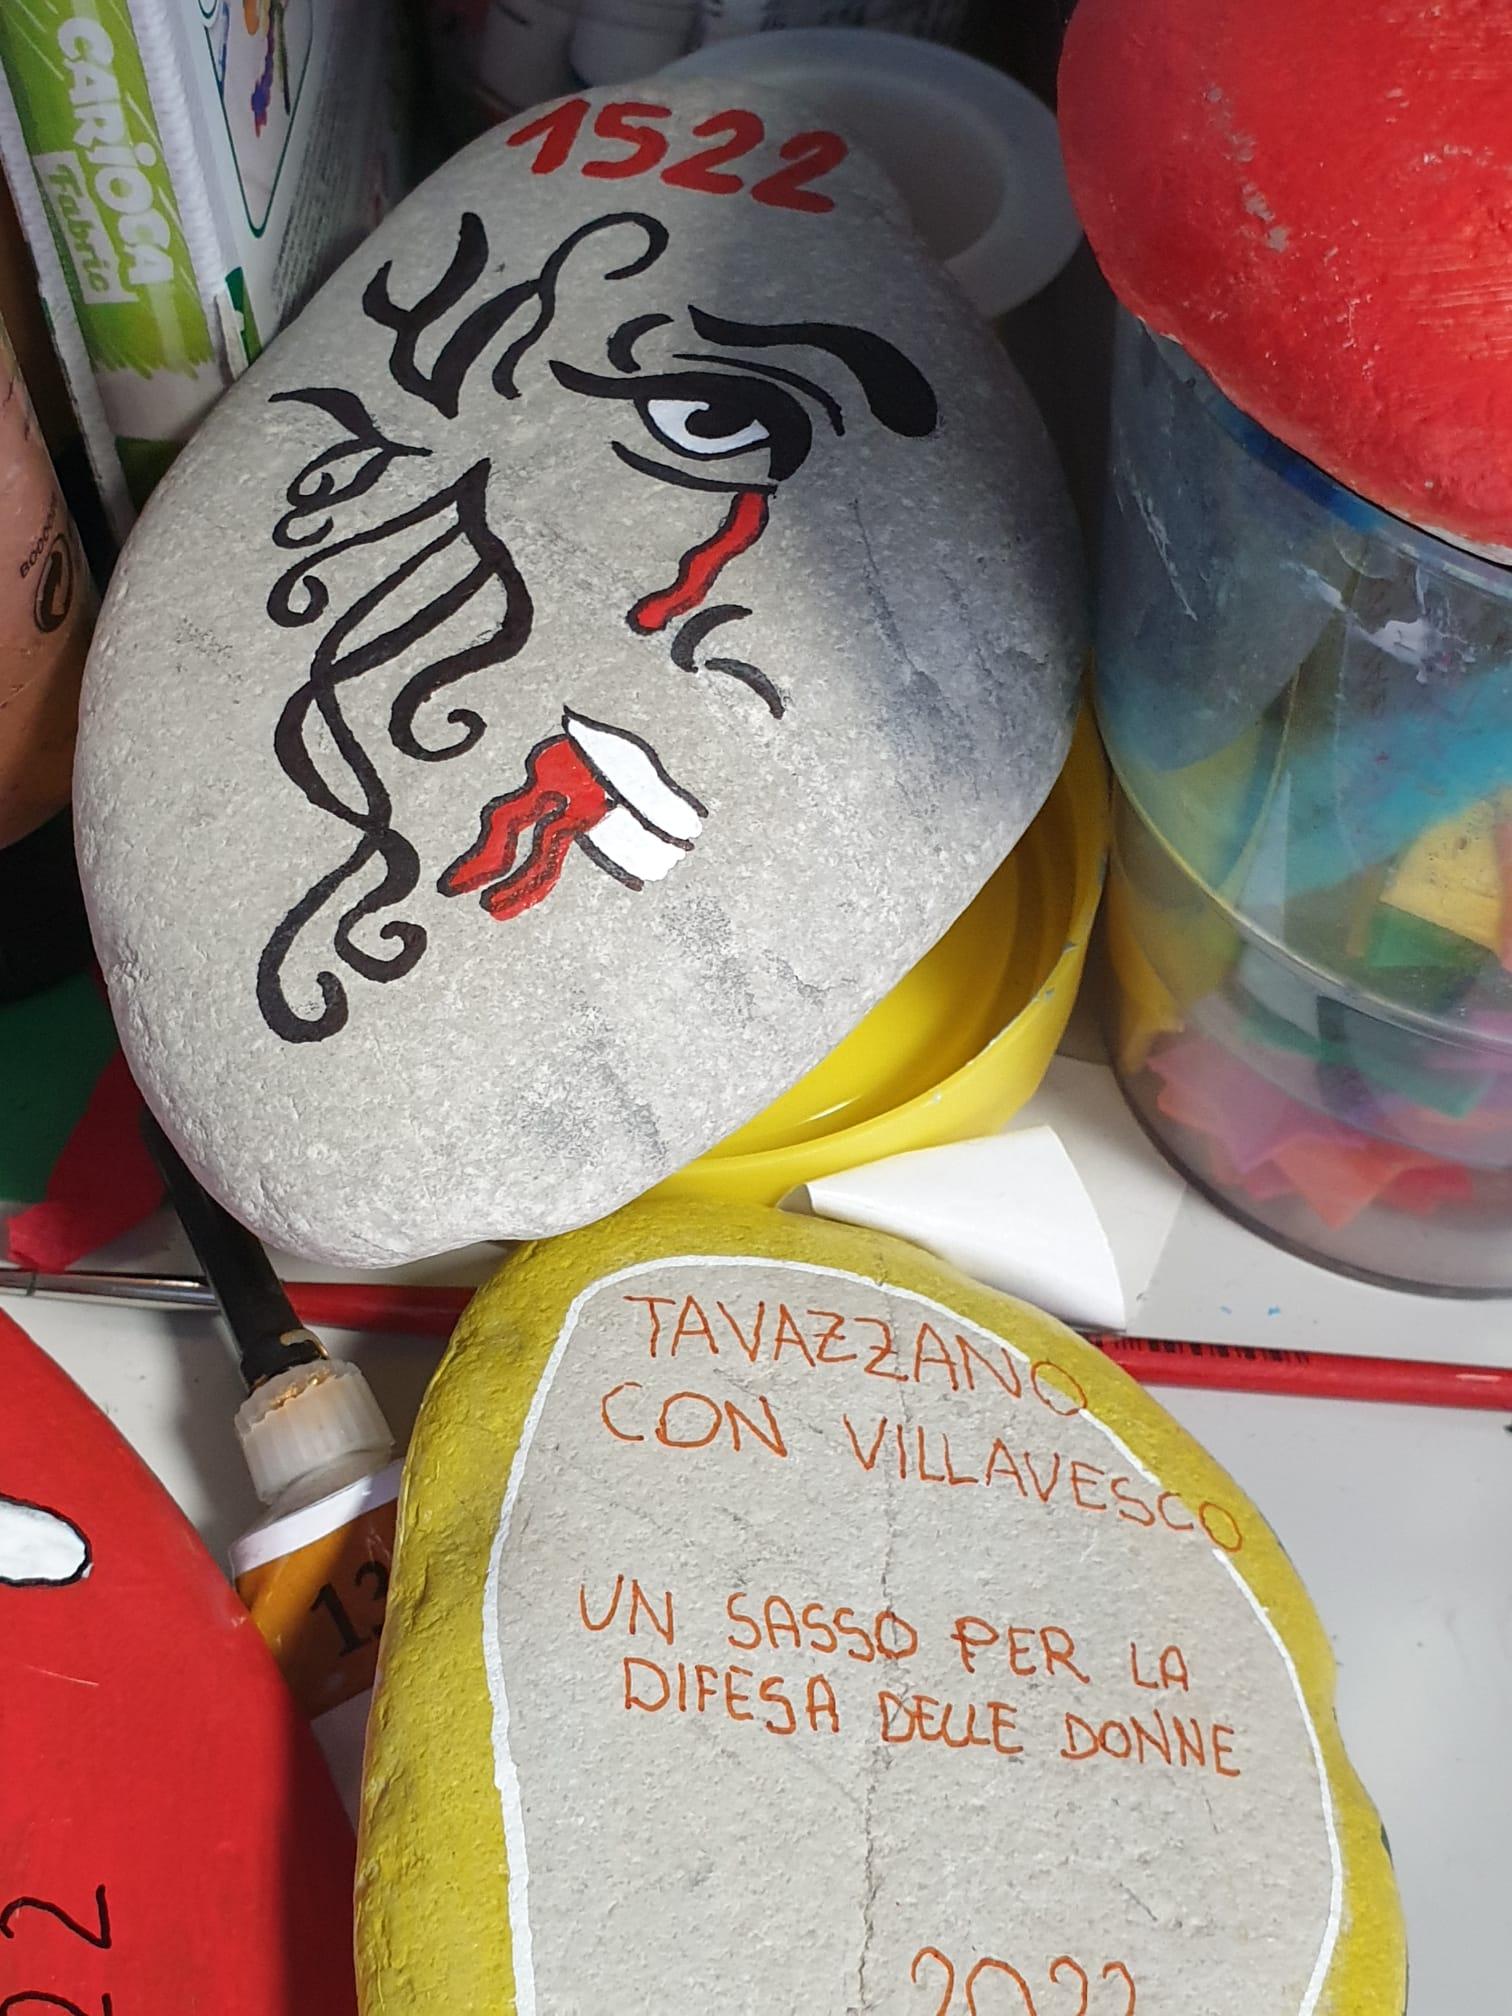 CARIOCA
Fabric
1522
TAVAZZANO
CON VILLAVESCO
UN SASSO PER LA
DIFESA DELLE DONNE